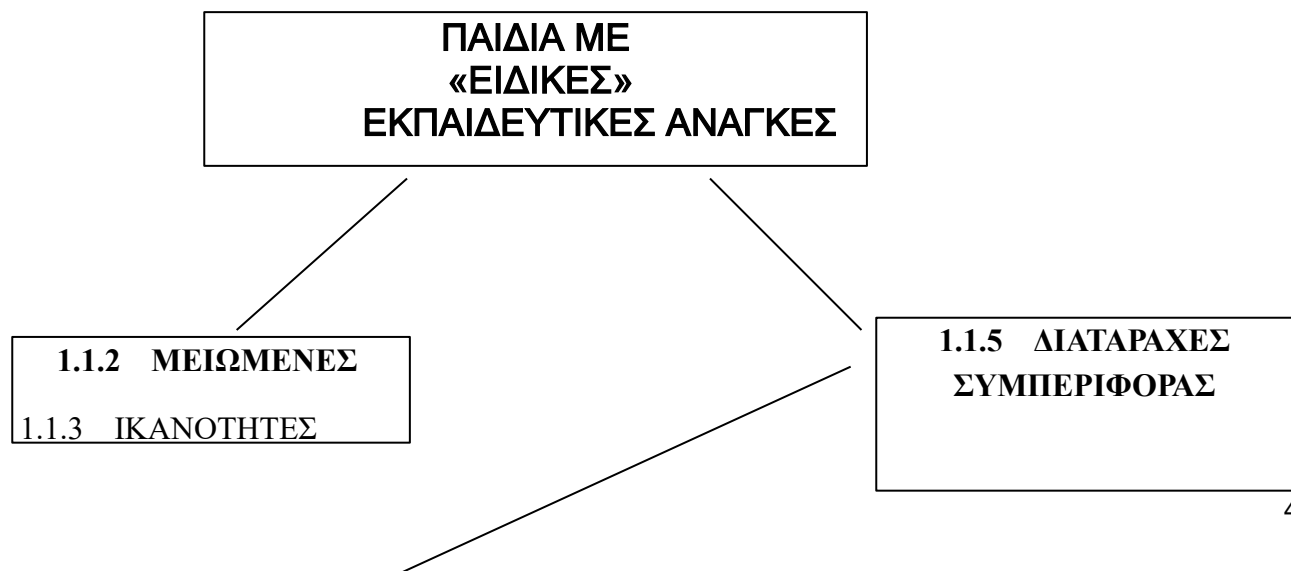 ΠΑΙΔΙΑ ΜΕ
«ΕΙΔΙΚΕΣ»
ΕΚΠΑΙΔΕΥΤΙΚΕΣ ΑΝΑΓΚΕΣ
1.1.2 ΜΕΙΩΜΕΝΕΣ
1.1.3 ΙΚΑΝΟΤΗΤΕΣ
1.1.5 ΔΙΑΤΑΡΑΧΕΣ
ΣΥΜΠΕΡΙΦΟΡΑΣ